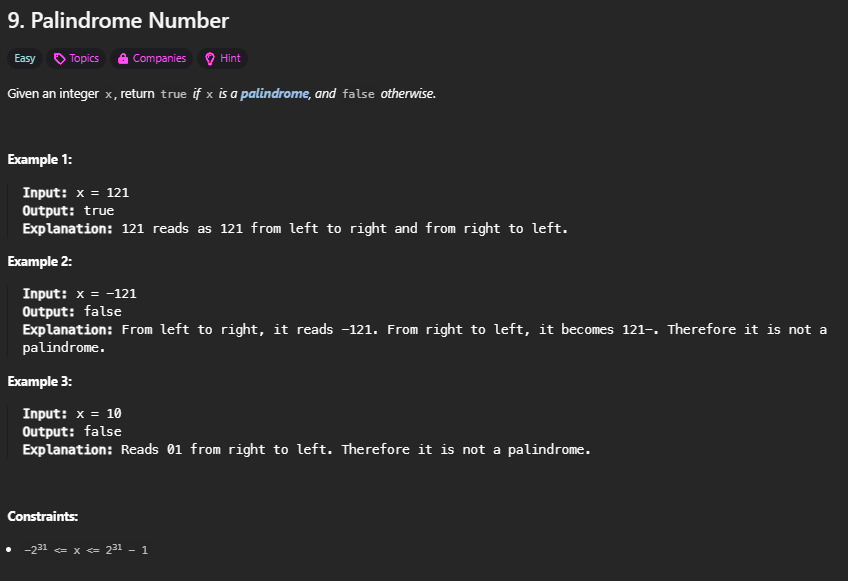 9. Palindrome Number
Easy Topics Companies Hint
Given an integer x, return true if x is a palindrome, and false otherwise.
Example 1:
Input: x = 121
Output: true
Explanation: 121 reads as 121 from left to right and from right to left.
Example 2:
Input: x = -121
Output: false
Explanation: From left to right, it reads -121. From right to left, it becomes 121-. Therefore it is not a
palindrome.
Example 3:
Input: x = 10
Output: false
Explanation: Reads 01 from right to left. Therefore it is not a palindrome.
Constraints:
• -2³¹ <= x <= 2³¹ - 1